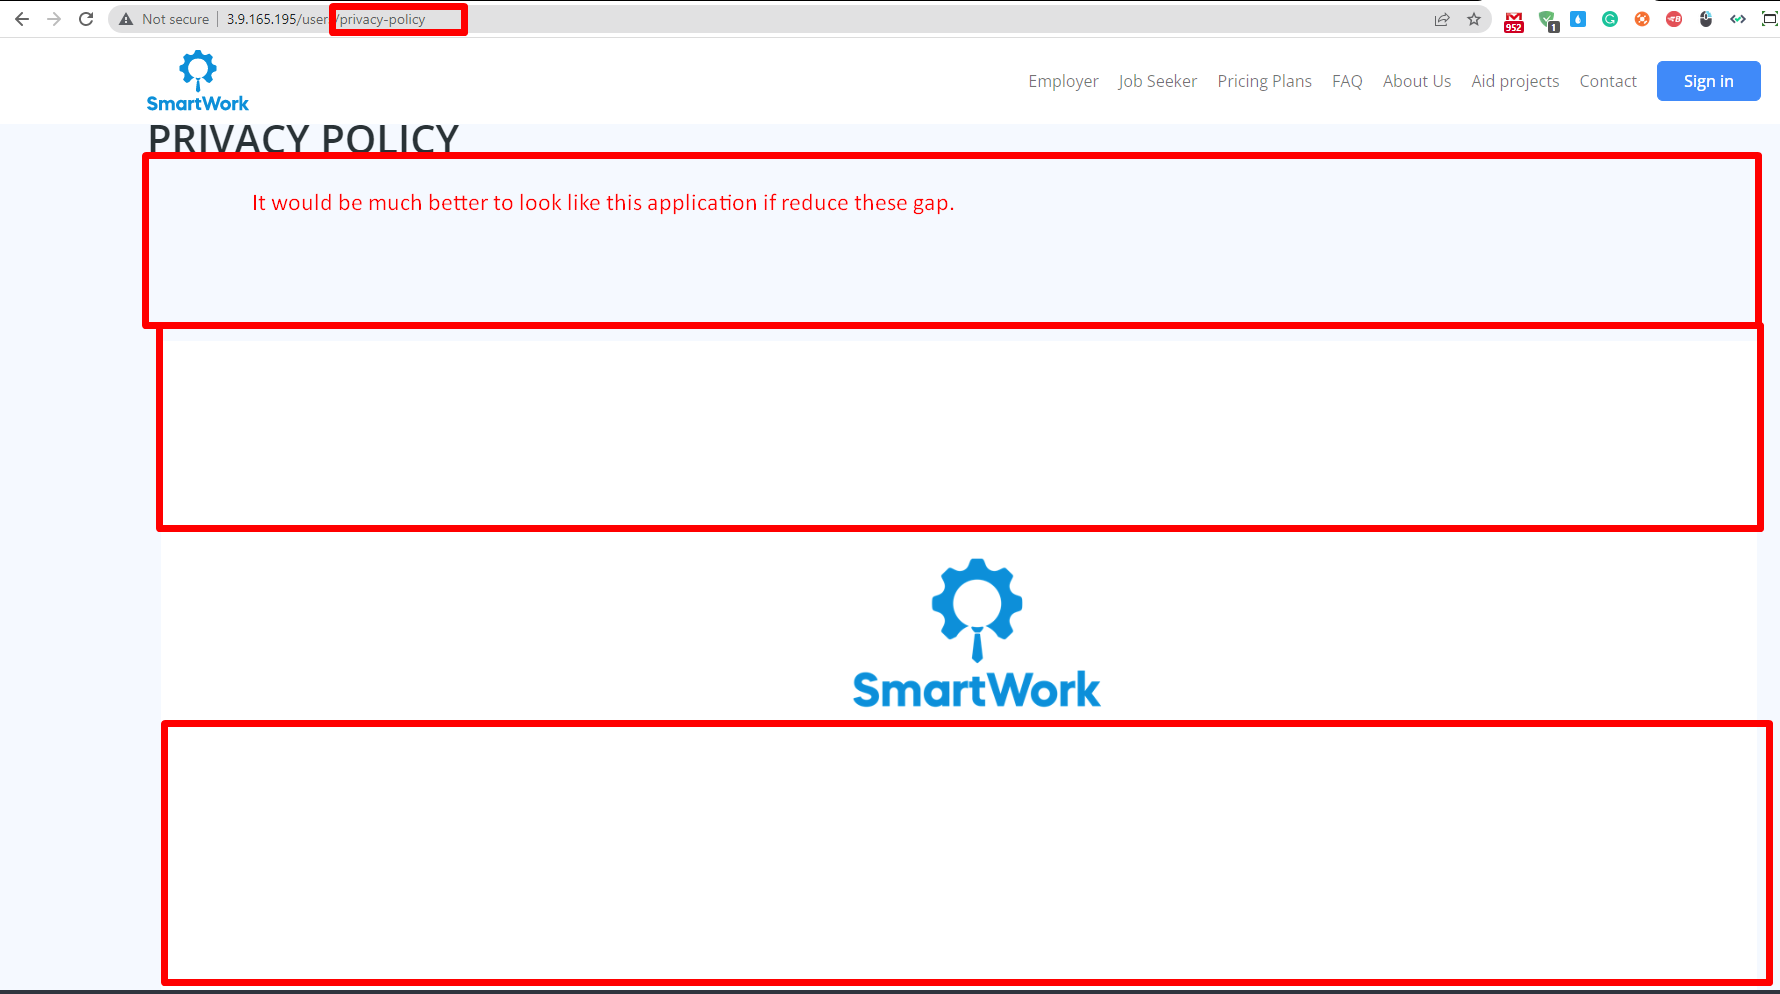 Not secure | 3.9.165.195/user/privacy-policy
952
1
SmartWork
Employer Job Seeker Pricing Plans FAQ About Us Aid projects Contact Sign in
PRIVACY POLICY
It would be much better to look like this application if reduce these gap.
SmartWork